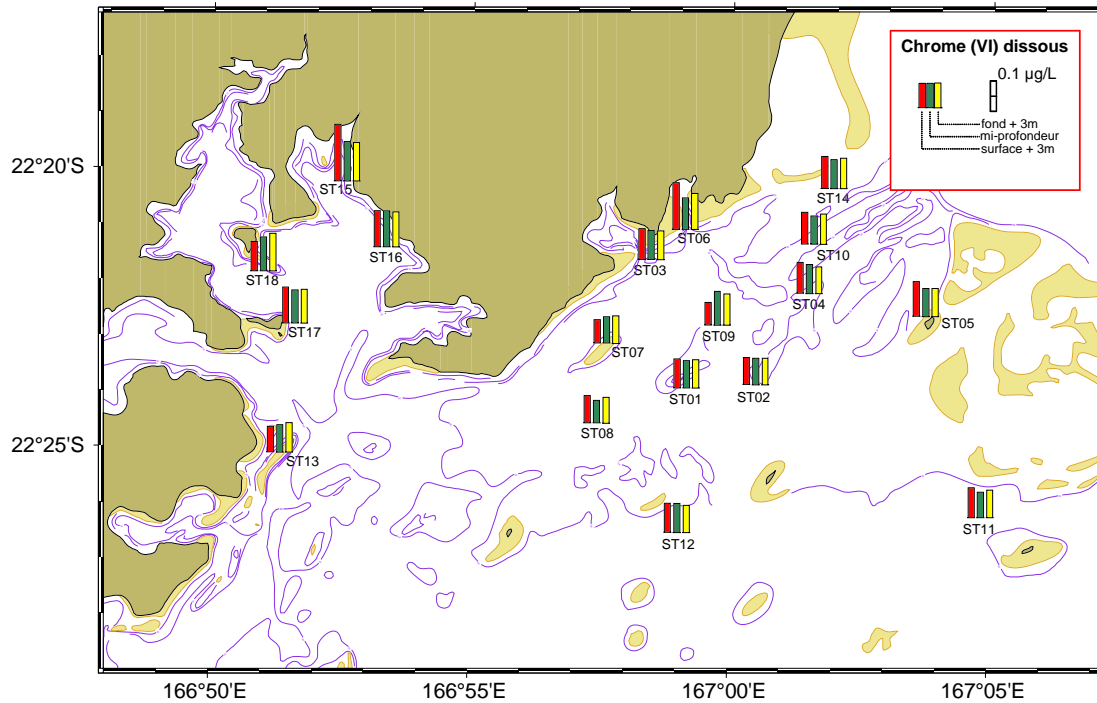 Chrome (VI) dissous
0.1 µg/L
fond + 3m
mi-profondeur
surface + 3m
22°20'S
22°25'S
ST15
ST16
ST18
ST17
ST14
ST06
ST10
ST03
ST04
ST05
ST09
ST07
ST01
ST02
ST08
ST13
ST11
ST12
166°50'E
166°55'E
167°00'E
167°05'E